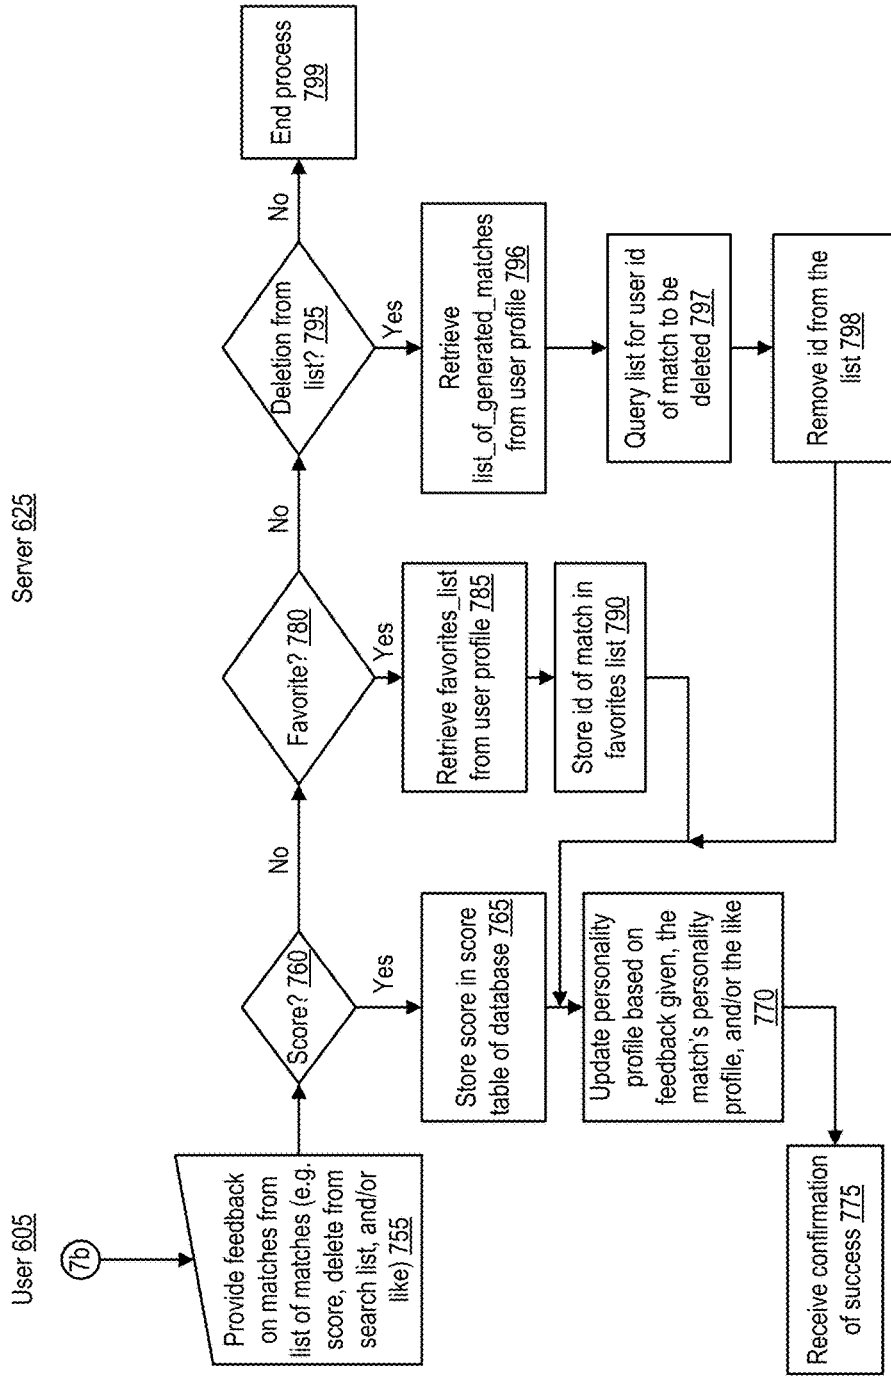 User 605
Server 625
7b
Provide feedback
on matches from
list of matches (e.g.
score, delete from
search list, and/or
like) 755
Score? 760
No
Yes
Store score in score
table of database 765
Update personality
profile based on
feedback given, the
match's personality
profile, and/or the like
770
Receive confirmation
of success 775
Favorite? 780
No
Yes
Retrieve favorites_list
from user profile 785
Store id of match in
favorites list 790
Deletion from
list? 795
No
Yes
Retrieve
list_of_generated_matches
from user profile 796
Query list for user id
of match to be
deleted 797
Remove id from the
list 798
End process
799